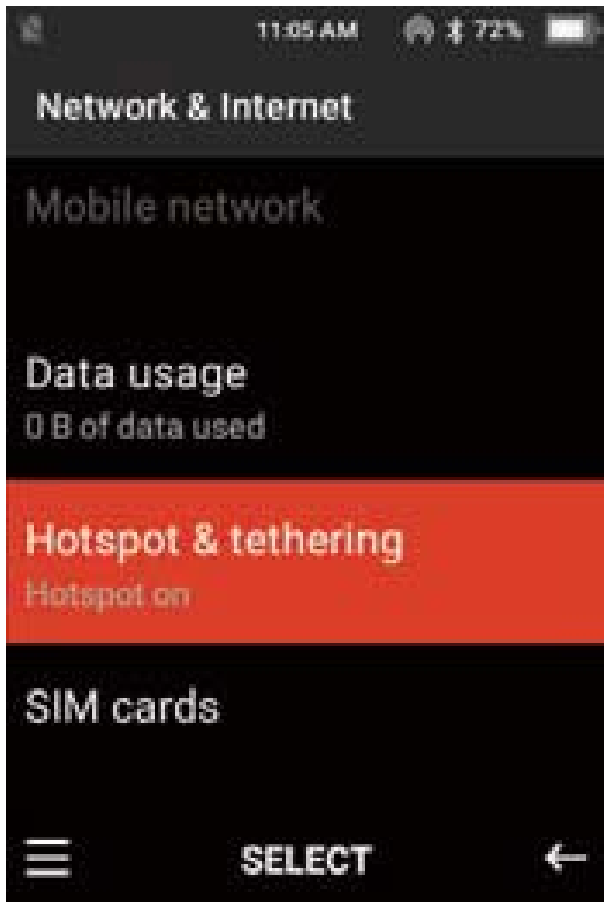 11:05 AM 72%
Network & Internet
Mobile network
Data usage
0 B of data used
Hotspot & tethering
Hotspot on
SIM cards
SELECT